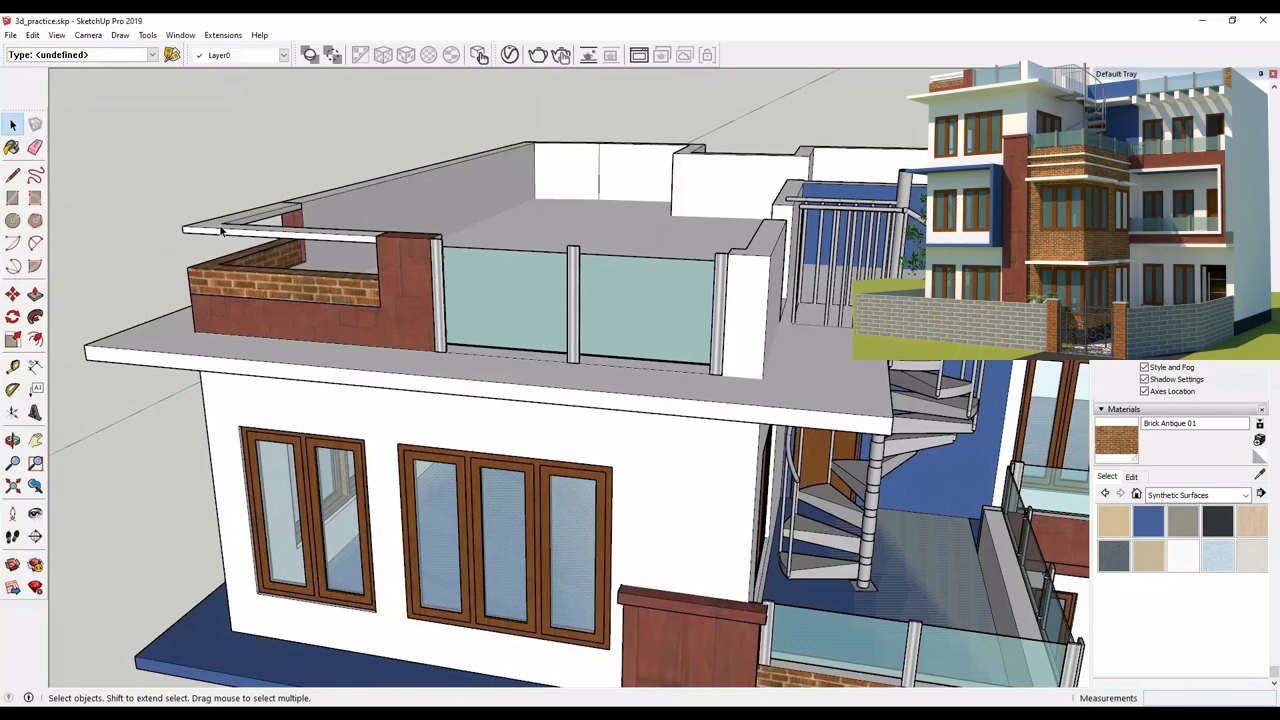 3d_practice.skp - SketchUp Pro 2019
File Edit View Camera Draw Tools Window Extensions Help
Type: <undefined>
Layer0
Default Tray
Style and Fog
Shadow Settings
Axes Location
Materials
Brick Antique 01
Select Edit
Synthetic Surfaces
Select objects. Shift to extend select. Drag mouse to select multiple.
Measurements